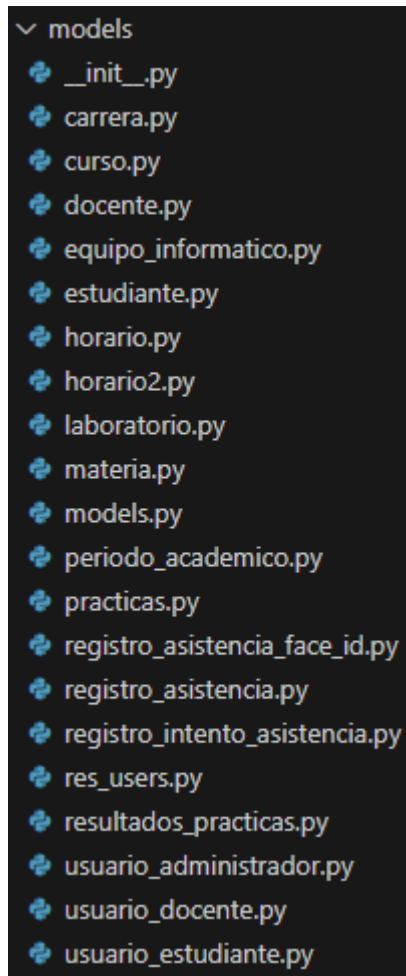 models
__init__.py
carrera.py
curso.py
docente.py
equipo_informatico.py
estudiante.py
horario.py
horario2.py
laboratorio.py
materia.py
models.py
periodo_academico.py
practicas.py
registro_asistencia_face_id.py
registro_asistencia.py
registro_intento_asistencia.py
res_users.py
resultados_practicas.py
usuario_administrador.py
usuario_docente.py
usuario_estudiante.py